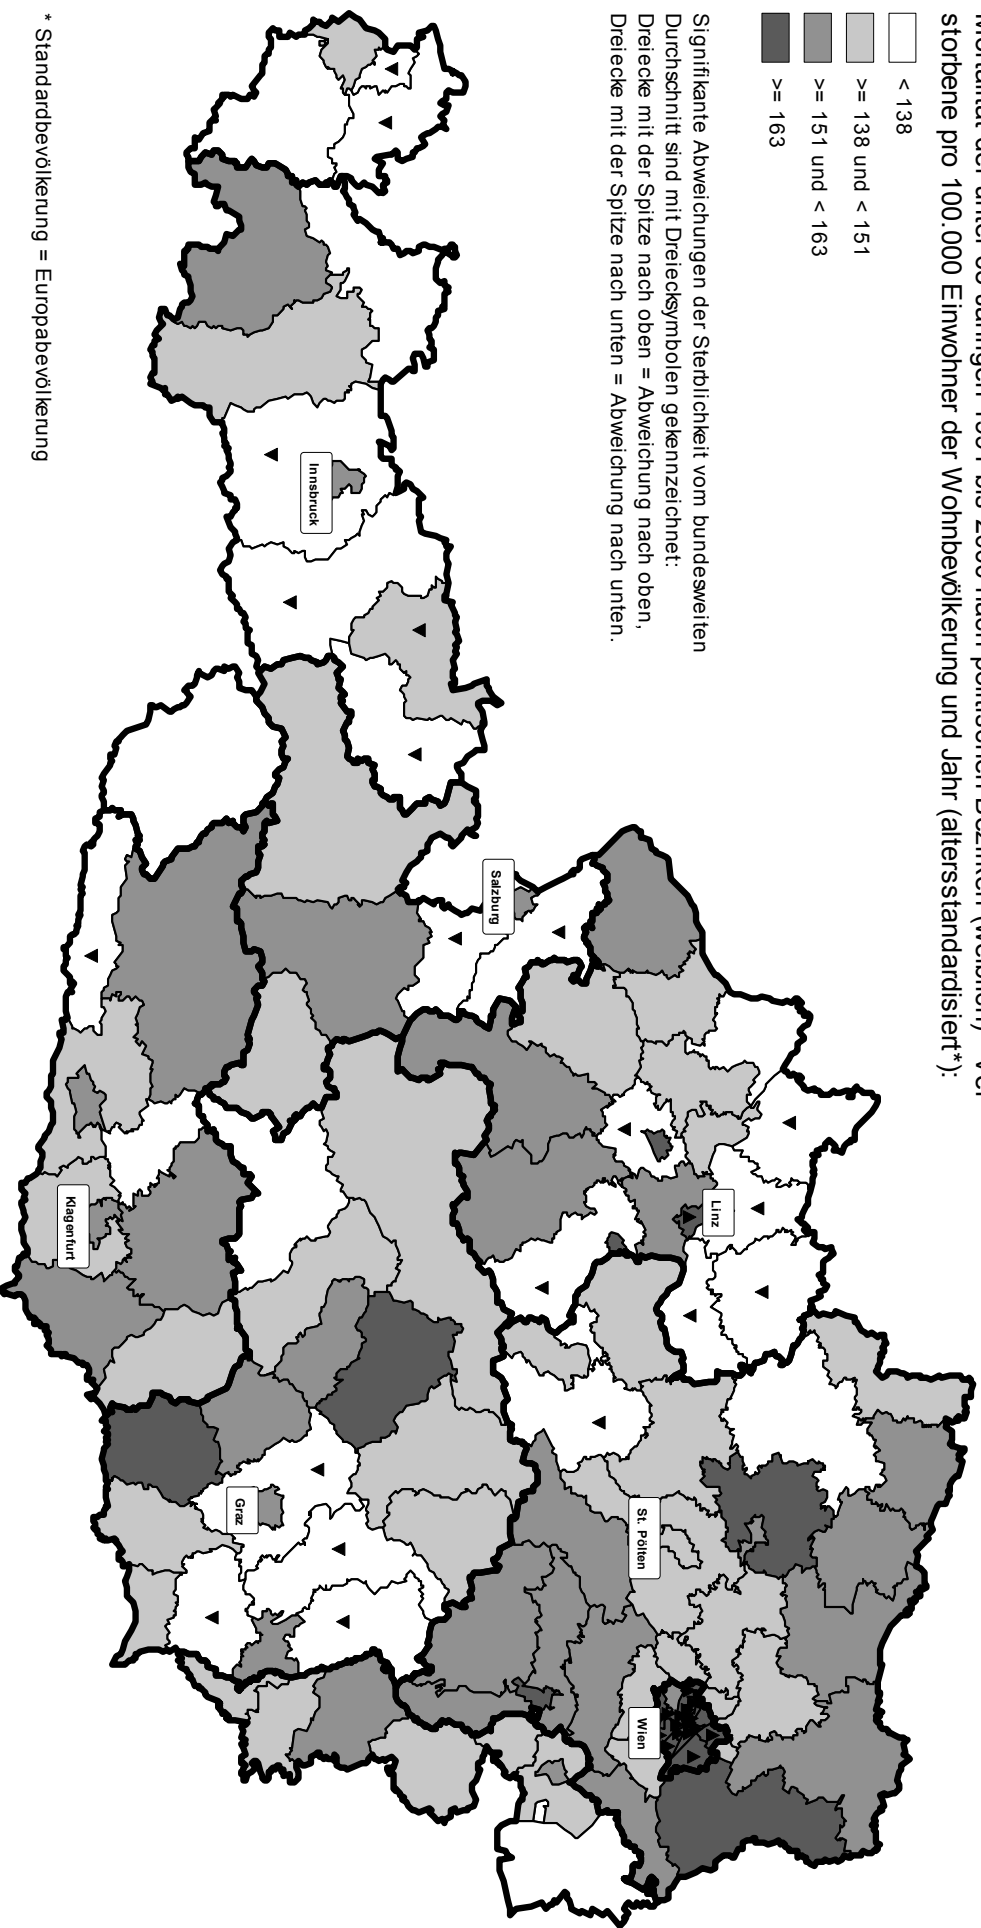 storbene pro 100.000 Einwohner der Wohnbevölkerung und Jahr (altersstandardisiert*):
< 138
>= 138 und < 151
>= 151 und < 163
>= 163
Signifikante Abweichungen der Sterblichkeit vom bundesweiten
Durchschnitt sind mit Dreiecksymbolen gekennzeichnet:
Dreiecke mit der Spitze nach oben = Abweichung nach oben,
Dreiecke mit der Spitze nach unten = Abweichung nach unten.
Linz
St. Pölten
Wien
Salzburg
Innsbruck
Graz
Klagenfurt
* Standardbevölkerung = Europabevölkerung